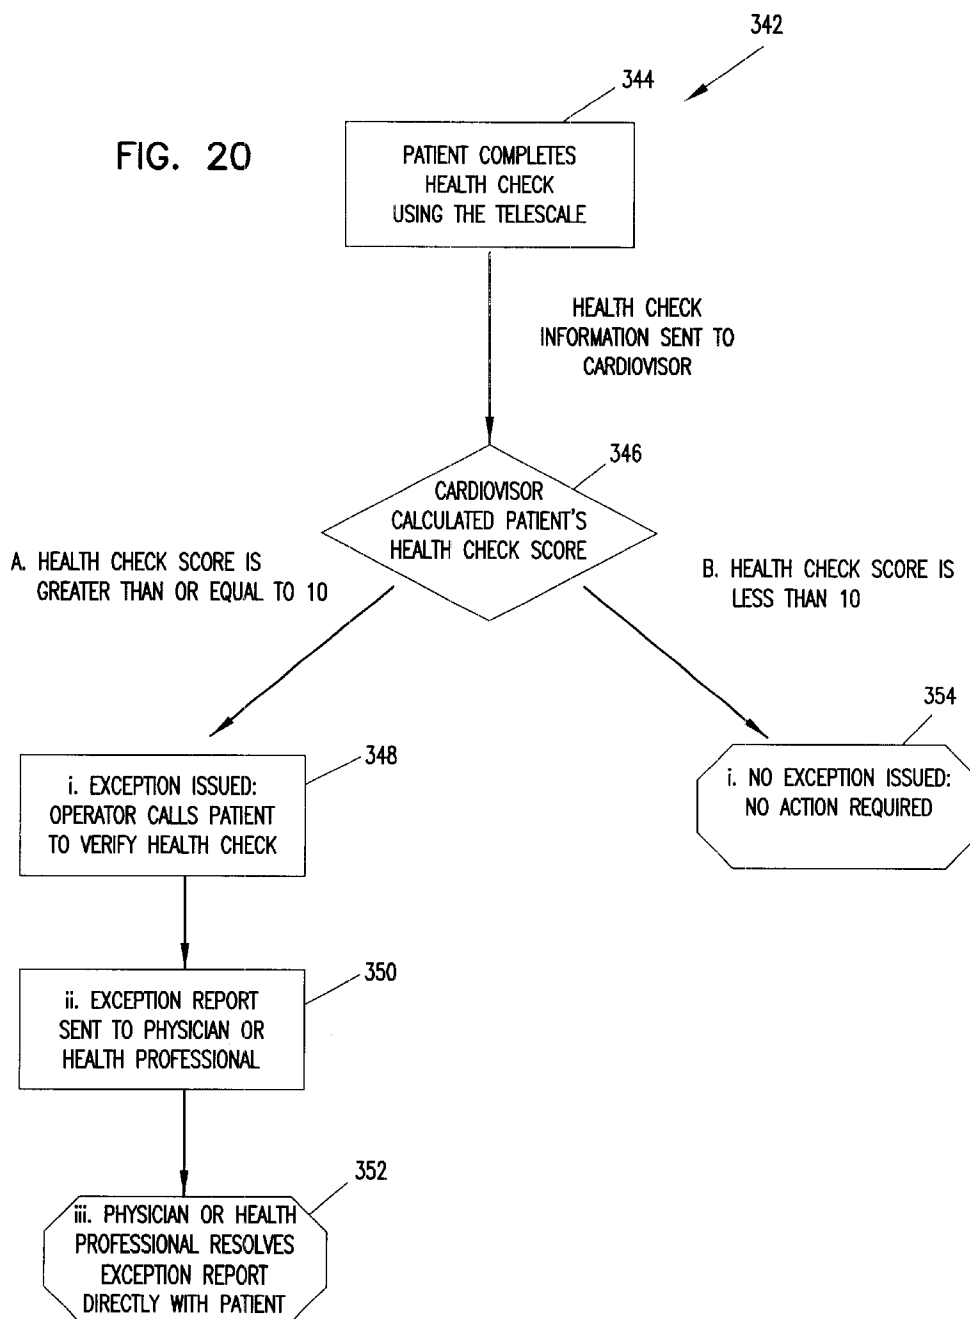 342
344
FIG. 20
PATIENT COMPLETES
HEALTH CHECK
USING THE TELESCALE
HEALTH CHECK
INFORMATION SENT TO
CARDIOVISOR
346
CARDIOVISOR
CALCULATED PATIENT'S
HEALTH CHECK SCORE
A. HEALTH CHECK SCORE IS
GREATER THAN OR EQUAL TO 10
B. HEALTH CHECK SCORE IS
LESS THAN 10
348
i. EXCEPTION ISSUED:
OPERATOR CALLS PATIENT
TO VERIFY HEALTH CHECK
354
i. NO EXCEPTION ISSUED:
NO ACTION REQUIRED
350
ii. EXCEPTION REPORT
SENT TO PHYSICIAN OR
HEALTH PROFESSIONAL
352
iii. PHYSICIAN OR HEALTH
PROFESSIONAL RESOLVES
EXCEPTION REPORT
DIRECTLY WITH PATIENT